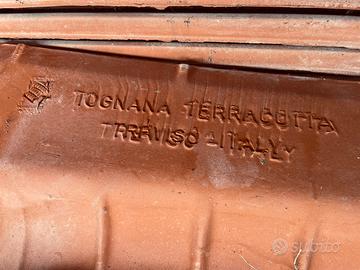 TOGNANA TERRACOTTA
TREVISO - ITALY
subito